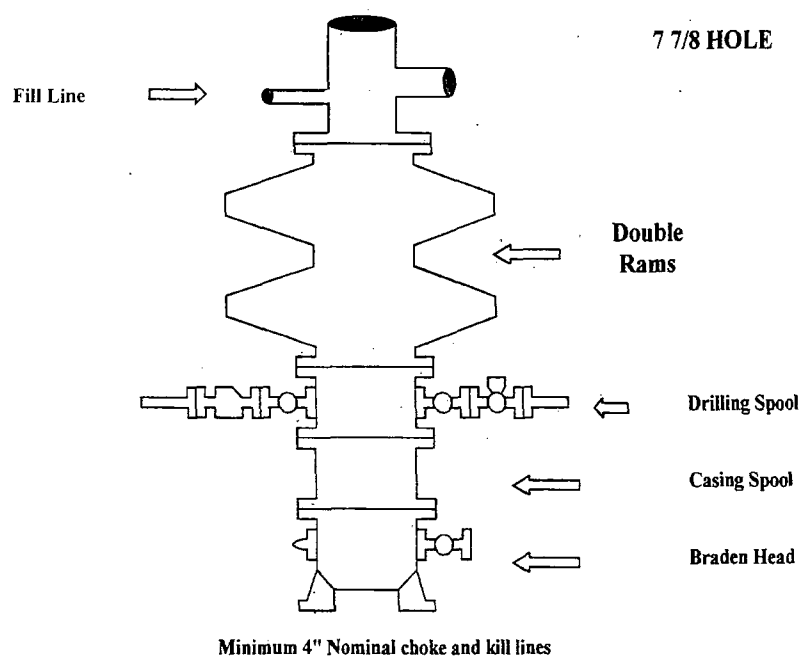 7 7/8 HOLE
Fill Line
Double
Rams
Drilling Spool
Casing Spool
Braden Head
Minimum 4" Nominal choke and kill lines